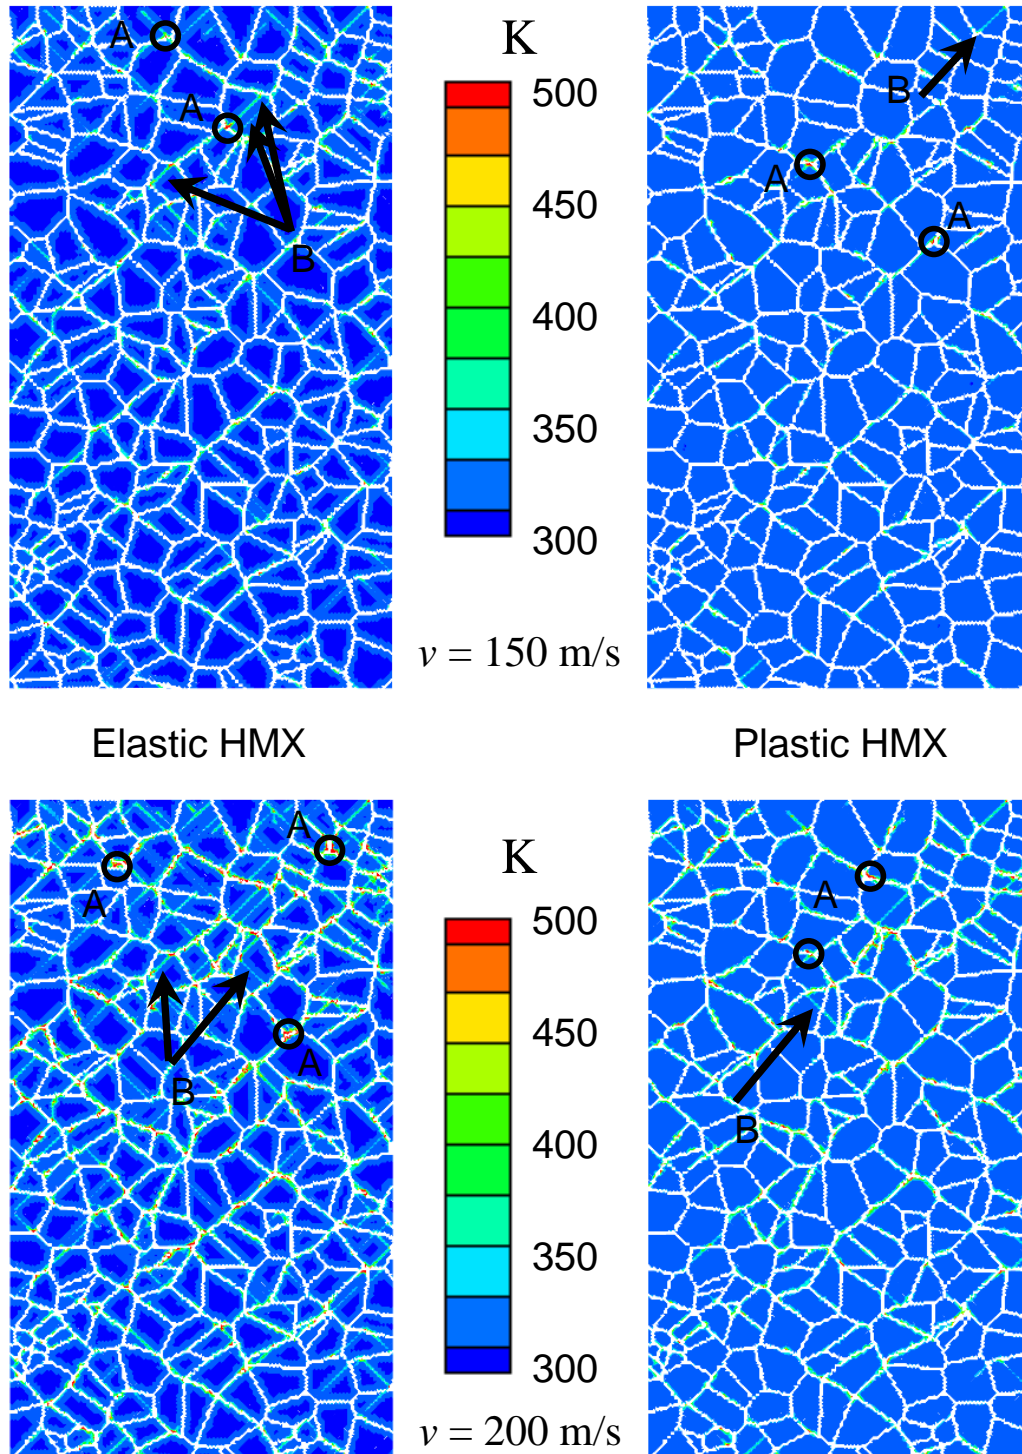 A
A
B
K
500
450
400
350
300
v = 150 m/s
B
A
A
Elastic HMX
Plastic HMX
A
A
A
B
K
500
450
400
350
300
v = 200 m/s
A
B